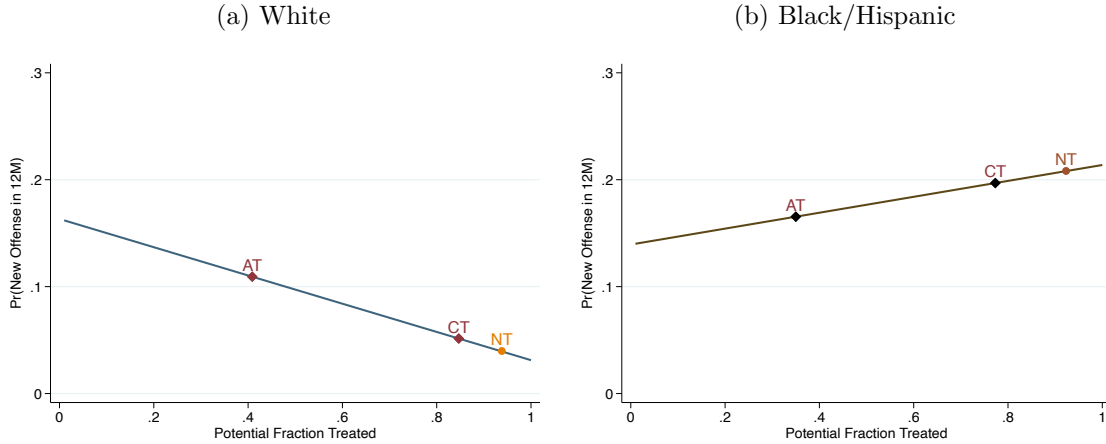 (a) White
Pr(New Offense in 12M)
.3
.2
.1
0
AT
CT
NT
0 .2 .4 .6 .8 1
Potential Fraction Treated
(b) Black/Hispanic
Pr(New Offense in 12M)
.3
.2
.1
0
AT
CT
NT
0 .2 .4 .6 .8 1
Potential Fraction Treated